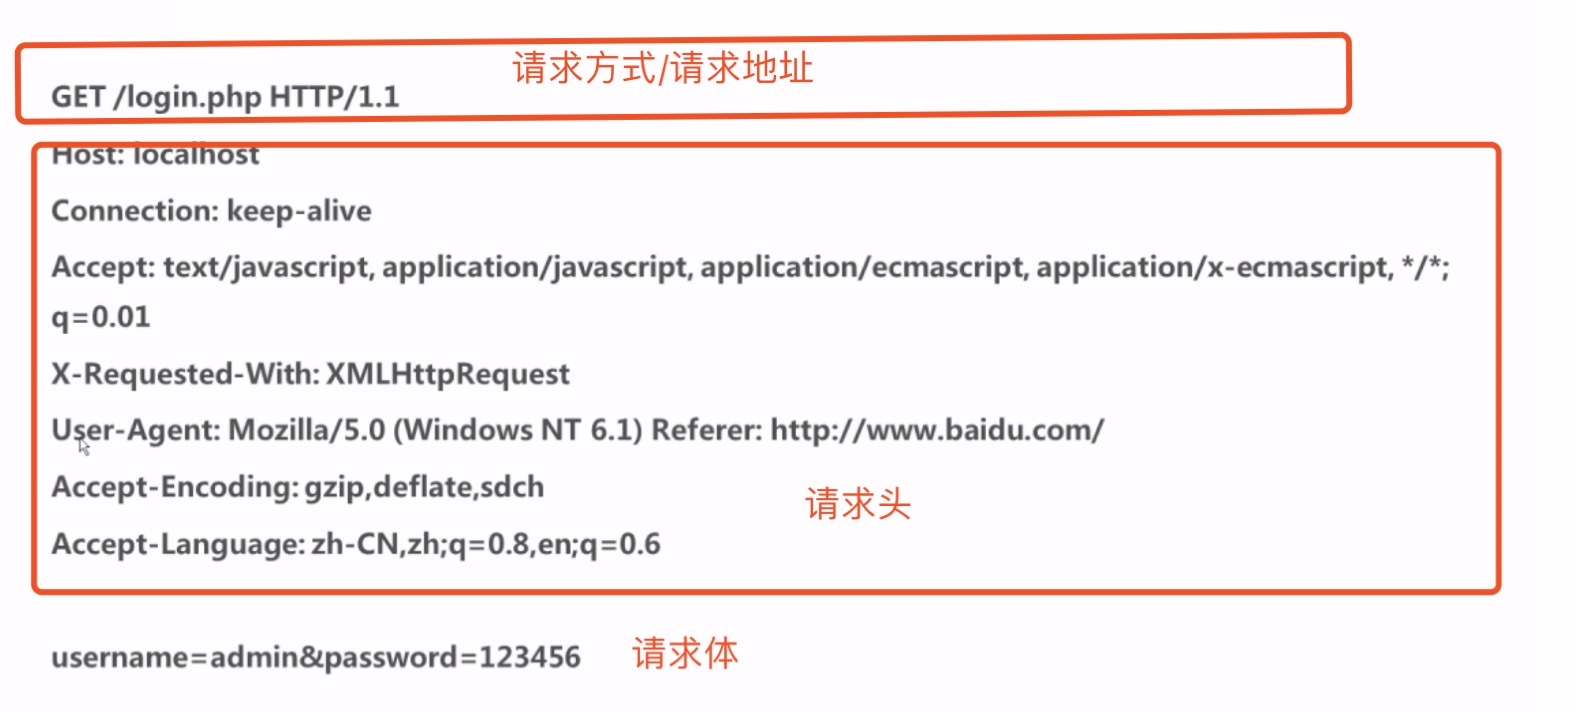 请求方式/请求地址
GET /login.php HTTP/1.1
Host: localhost
Connection: keep-alive
Accept: text/javascript, application/javascript, application/ecmascript, application/x-ecmascript, */*;
q=0.01
X-Requested-With: XMLHttpRequest
User-Agent: Mozilla/5.0 (Windows NT 6.1) Referer: http://www.baidu.com/
Accept-Encoding: gzip,deflate,sdch
请求头
Accept-Language: zh-CN,zh;q=0.8,en;q=0.6
username=admin&password=123456 请求体